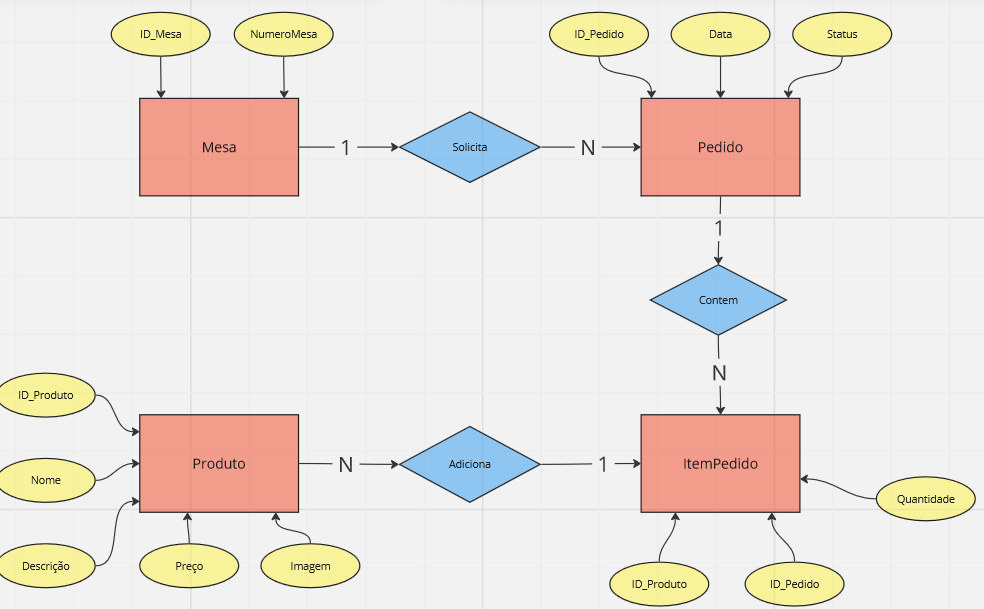 ID_Mesa
NumeroMesa
ID_Pedido
Data
Status
Mesa
1
Solicita
N
Pedido
1
Contem
N
ID_Produto
Nome
Descrição
Produto
N
Adiciona
1
ItemPedido
Quantidade
Preço
Imagem
ID_Produto
ID_Pedido